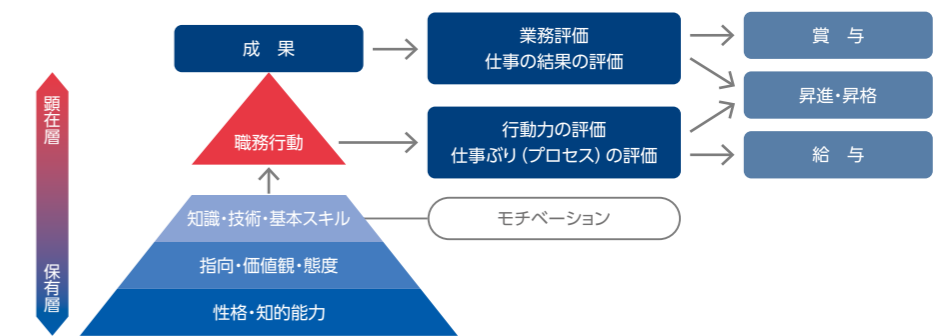 成　果
業務評価
仕事の結果の評価
賞　与
昇進・昇格
顕在層
職務行動
行動力の評価
仕事ぶり（プロセス）の評価
給　与
知識・技術・基本スキル
モチベーション
指向・価値観・態度
保有層
性格・知的能力